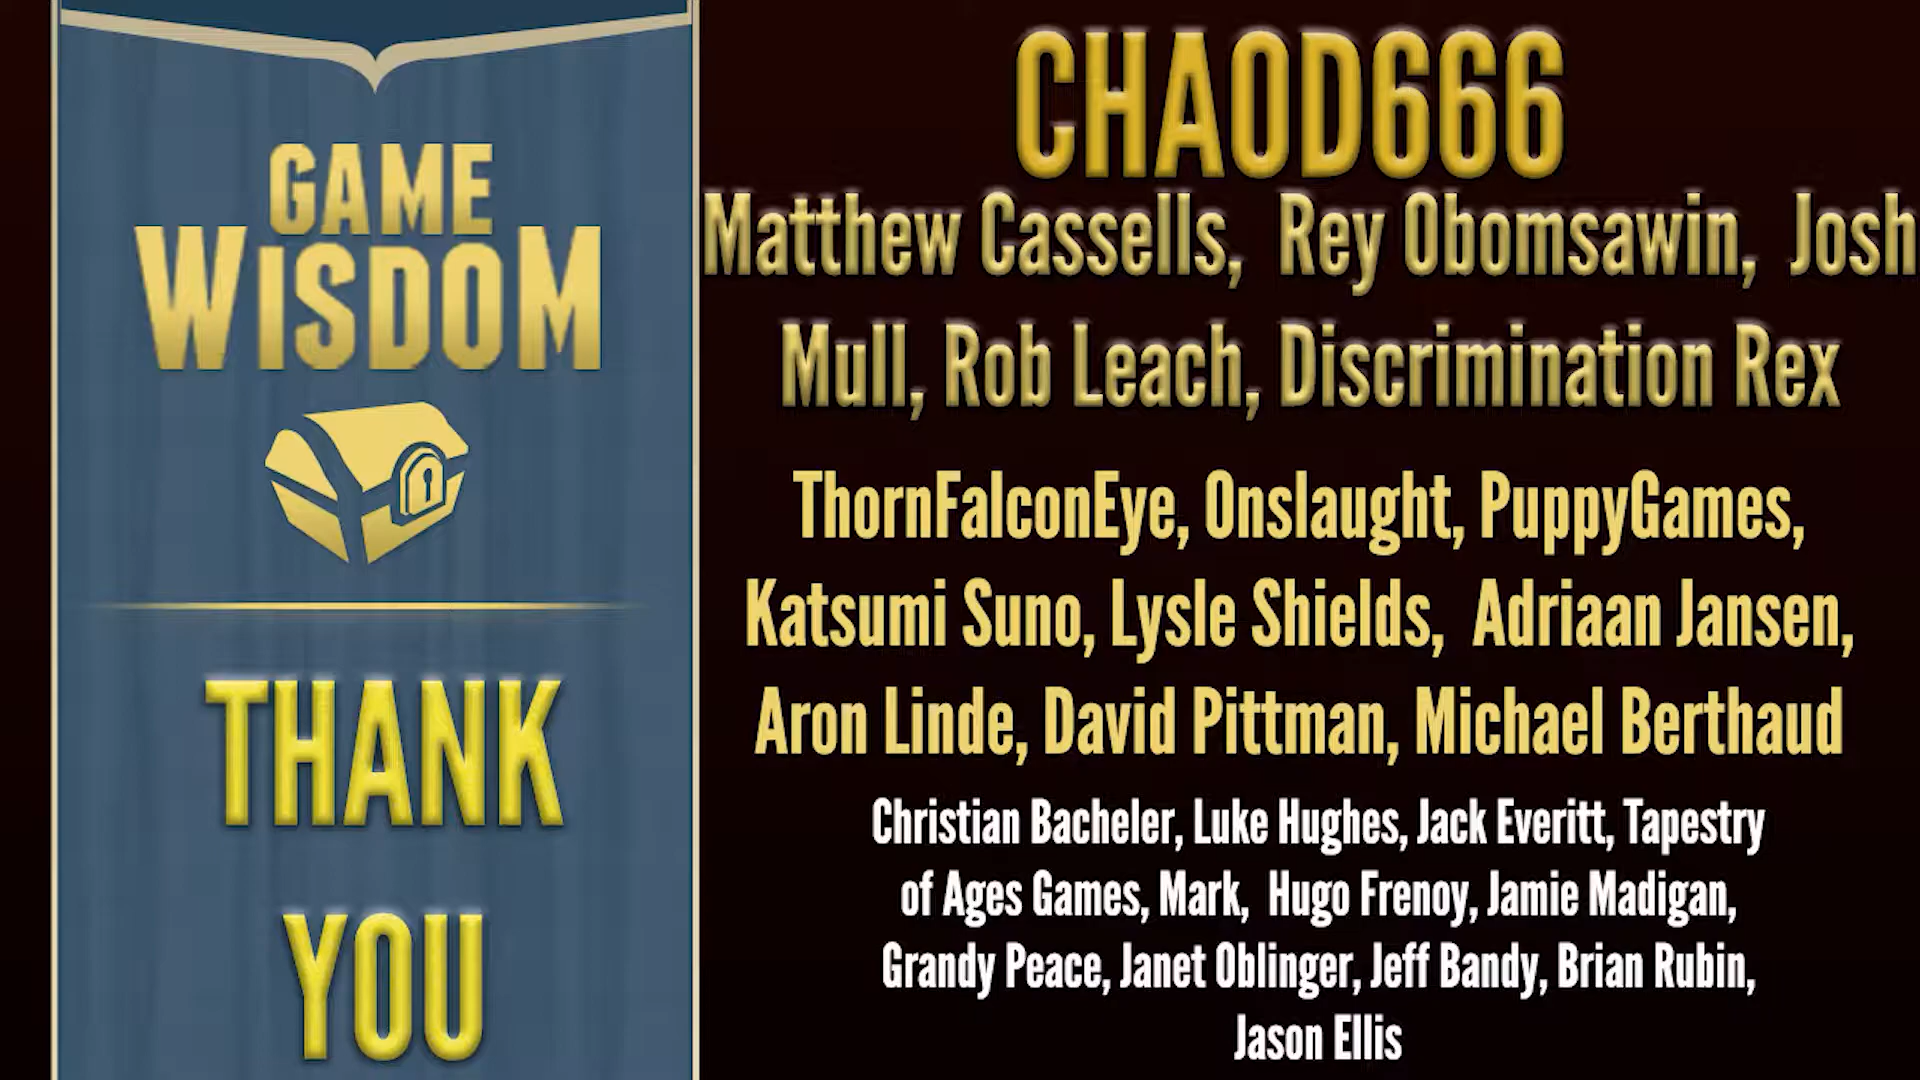 GAME
WISDOM
THANK
YOU
CHAOD666
Matthew Cassells, Rey Obomsawin, Josh
Mull, Rob Leach, Discrimination Rex
ThornFalconEye, Onslaught, PuppyGames,
Katsumi Suno, Lysle Shields, Adriaan Jansen,
Aron Linde, David Pittman, Michael Berthaud
Christian Bacheler, Luke Hughes, Jack Everitt, Tapestry
of Ages Games, Mark, Hugo Frenoy, Jamie Madigan,
Grandy Peace, Janet Oblinger, Jeff Bandy, Brian Rubin,
Jason Ellis